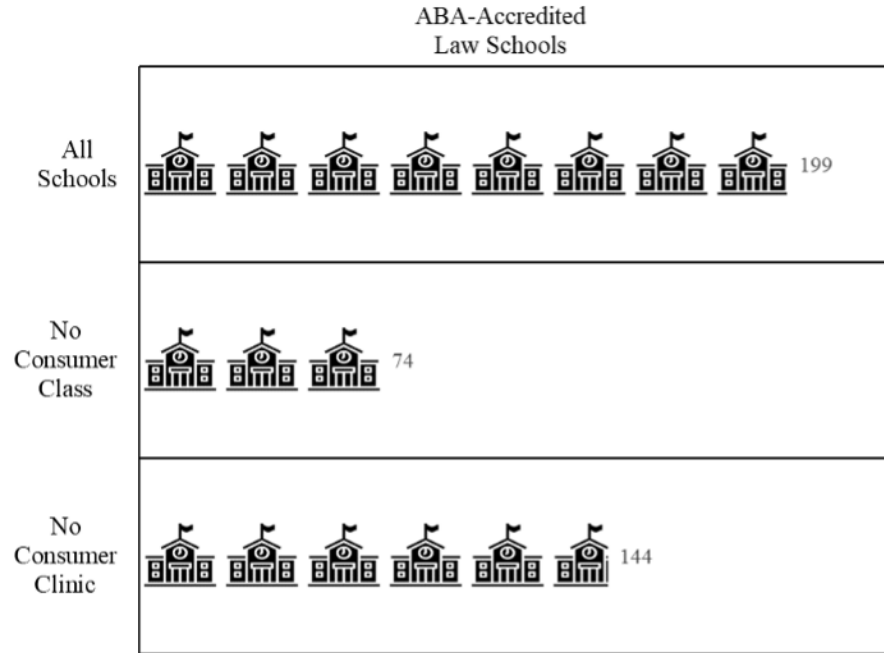 ABA-Accredited
Law Schools
All
Schools
199
No
Consumer
Class
74
No
Consumer
Clinic
144